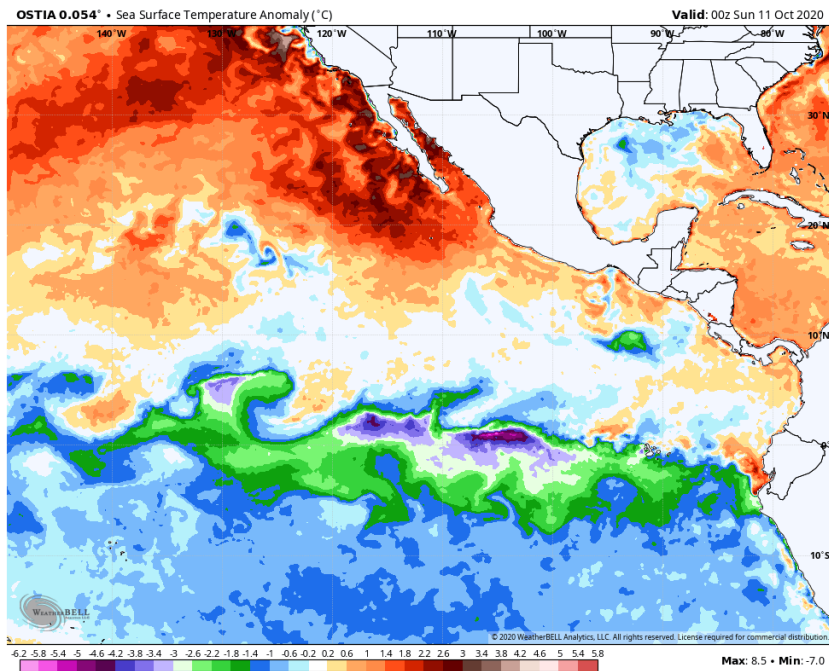 OSTIA 0.054° • Sea Surface Temperature Anomaly (°C) Valid: 00z Sun 11 Oct 2020
140°W 130°W 120°W 110°W 100°W 90°W 80°W
30°N
20°N
10°N
0°N
10°S
WeatherBELL
© 2020 WeatherBELL Analytics, LLC. All rights reserved. License required for commercial distribution.
-6.2 -5.8 -5.4 -5 -4.6 -4.2 -3.8 -3.4 -3 -2.6 -2.2 -1.8 -1.4 -1 -0.6 -0.2 0.2 0.6 1 1.4 1.8 2.2 2.6 3 3.4 3.8 4.2 4.6 5 5.4 5.8
Max: 8.5 • Min: -7.0